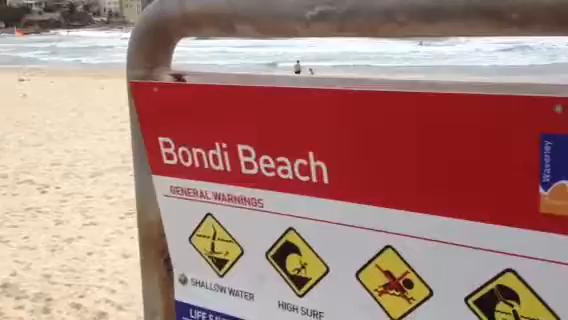 Bondi Beach
Waverley
GENERAL WARNINGS
SHALLOW WATER
HIGH SURF